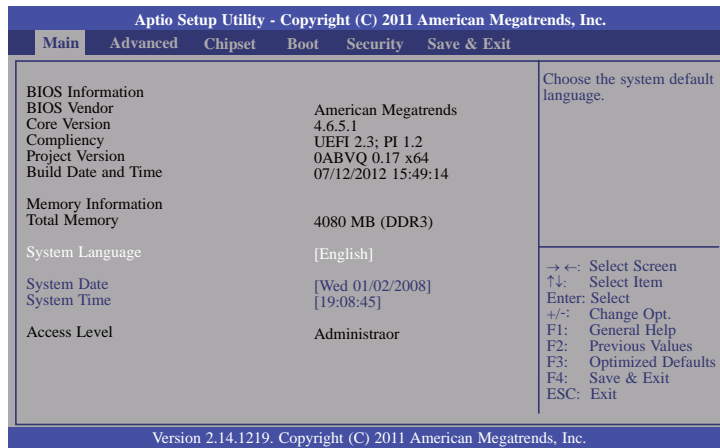 Aptio Setup Utility - Copyright (C) 2011 American Megatrends, Inc.
Main Advanced Chipset Boot Security Save & Exit
BIOS Information
BIOS Vendor American Megatrends
Core Version 4.6.5.1
Compliency UEFI 2.3; PI 1.2
Project Version 0ABVQ 0.17 x64
Build Date and Time 07/12/2012 15:49:14
Memory Information
Total Memory 4080 MB (DDR3)
System Language [English]
System Date [Wed 01/02/2008]
System Time [19:08:45]
Access Level Administraor
Choose the system default
language.
→←: Select Screen
↑↓: Select Item
Enter: Select
+/-: Change Opt.
F1: General Help
F2: Previous Values
F3: Optimized Defaults
F4: Save & Exit
ESC: Exit
Version 2.14.1219. Copyright (C) 2011 American Megatrends, Inc.